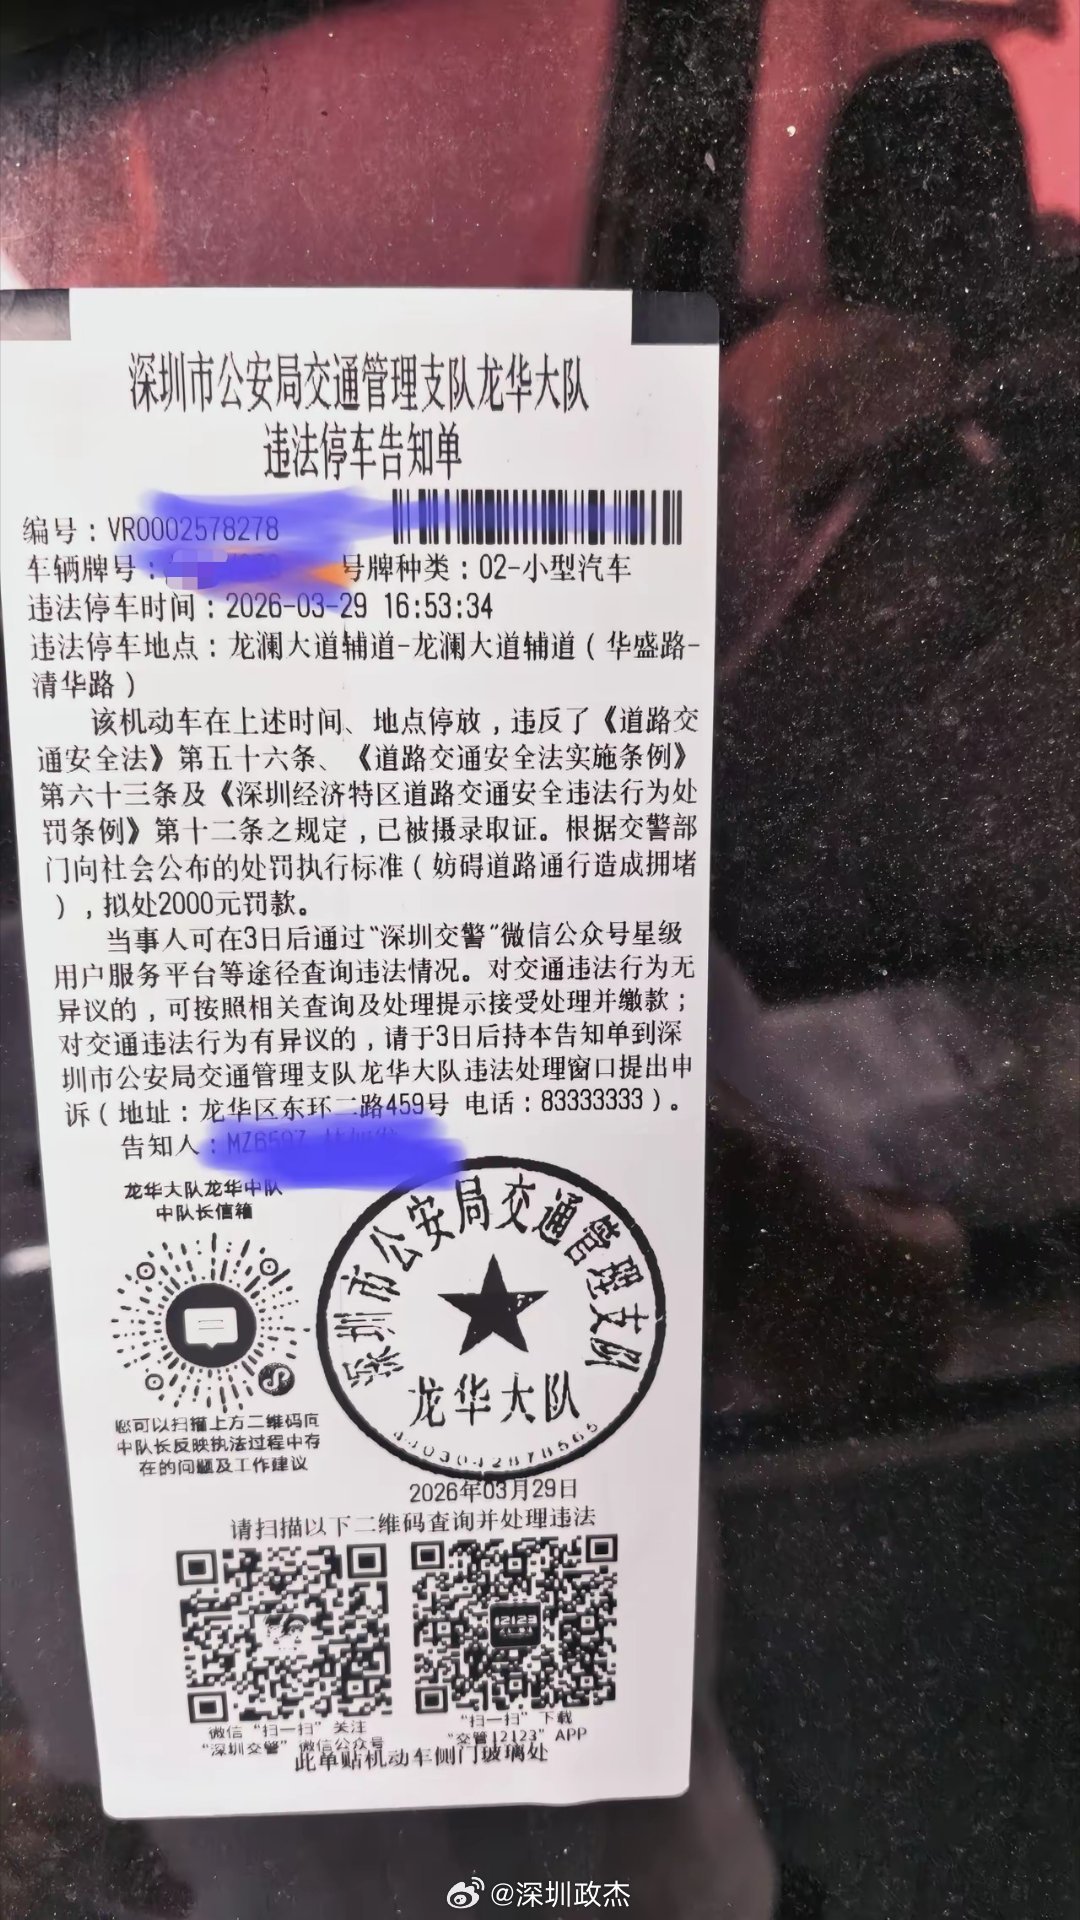 深圳市公安局交通管理支队龙华大队
违法停车告知单
编号：VR0002578278
车辆牌号： 号牌种类：02-小型汽车
违法停车时间：2026-03-29 16:53:34
违法停车地点：龙澜大道辅道-龙澜大道辅道（华盛路-
清华路）
该机动车在上述时间、地点停放，违反了《道路交
通安全法》第五十六条、《道路交通安全法实施条例》
第六十三条及《深圳经济特区道路交通安全违法行为处
罚条例》第十二条之规定，已被摄录取证。根据交警部
门向社会公布的处罚执行标准（妨碍道路通行造成拥堵
），拟处2000元罚款。
当事人可在3日后通过“深圳交警”微信公众号星级
用户服务平台等途径查询违法情况。对交通违法行为无
异议的，可按照相关查询及处理提示接受处理并缴款；
对交通违法行为有异议的，请于3日后持本告知单到深
圳市公安局交通管理支队龙华大队违法处理窗口提出申
诉（地址：龙华区东环二路459号 电话：83333333）。
告知人：
龙华大队龙华中队
中队长信箱
您可以扫描上方二维码向
中队长反映执法过程中存
在的问题及工作建议
深圳市公安局交通管理支队
龙华大队
2026年03月29日
请扫描以下二维码查询并处理违法
12123
微信“扫一扫”关注
“深圳交警”微信公众号
“扫一扫”下载
“交管12123”APP
此单贴机动车侧门玻璃处
@深圳政杰